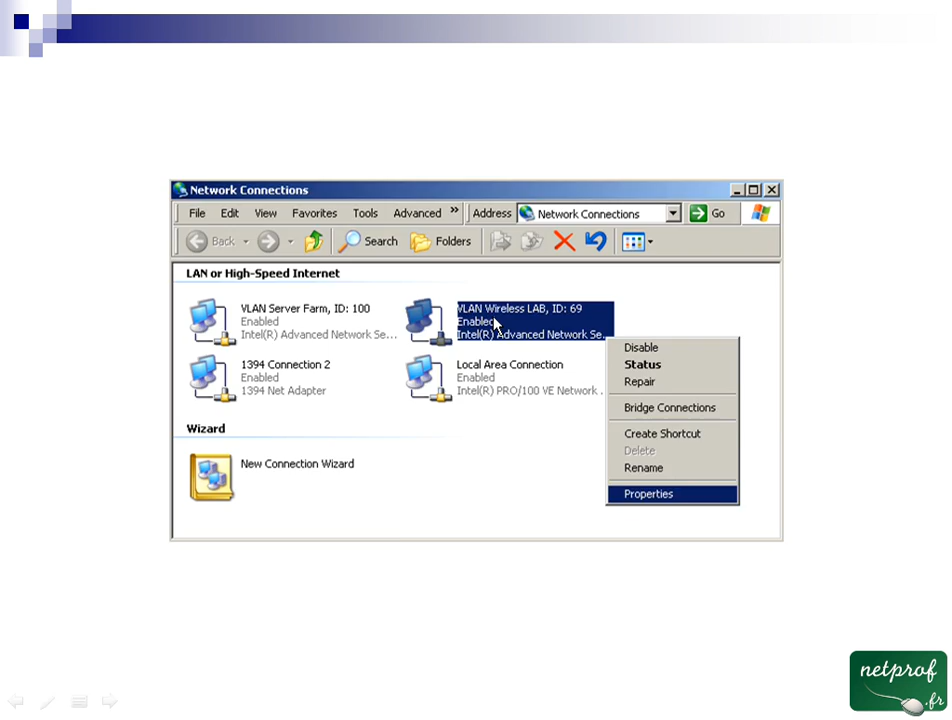 Network Connections
File Edit View Favorites Tools Advanced » Address Network Connections Go
Back Search Folders
LAN or High-Speed Internet
VLAN Server Farm, ID: 100
Enabled
Intel(R) Advanced Network Se...
VLAN Wireless LAB, ID: 69
Enabled
Intel(R) Advanced Network Se...
1394 Connection 2
Enabled
1394 Net Adapter
Local Area Connection
Enabled
Intel(R) PRO/100 VE Network .
Disable
Status
Repair
Bridge Connections
Create Shortcut
Delete
Rename
Properties
Wizard
New Connection Wizard
netprof
.fr